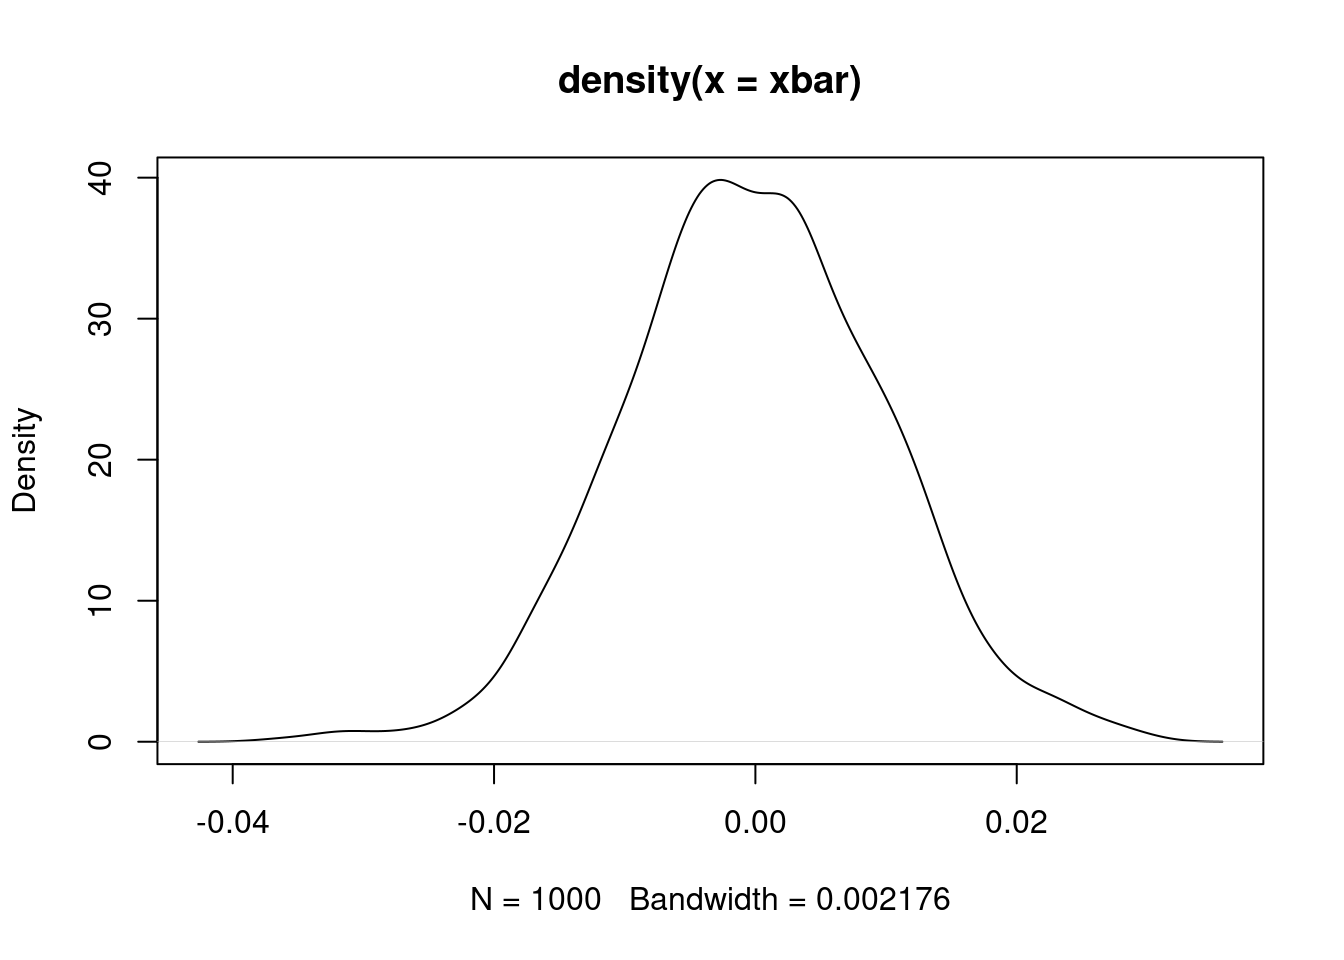 density(x = xbar)
Density
40
30
20
10
0
-0.04 -0.02 0.00 0.02
N = 1000   Bandwidth = 0.002176